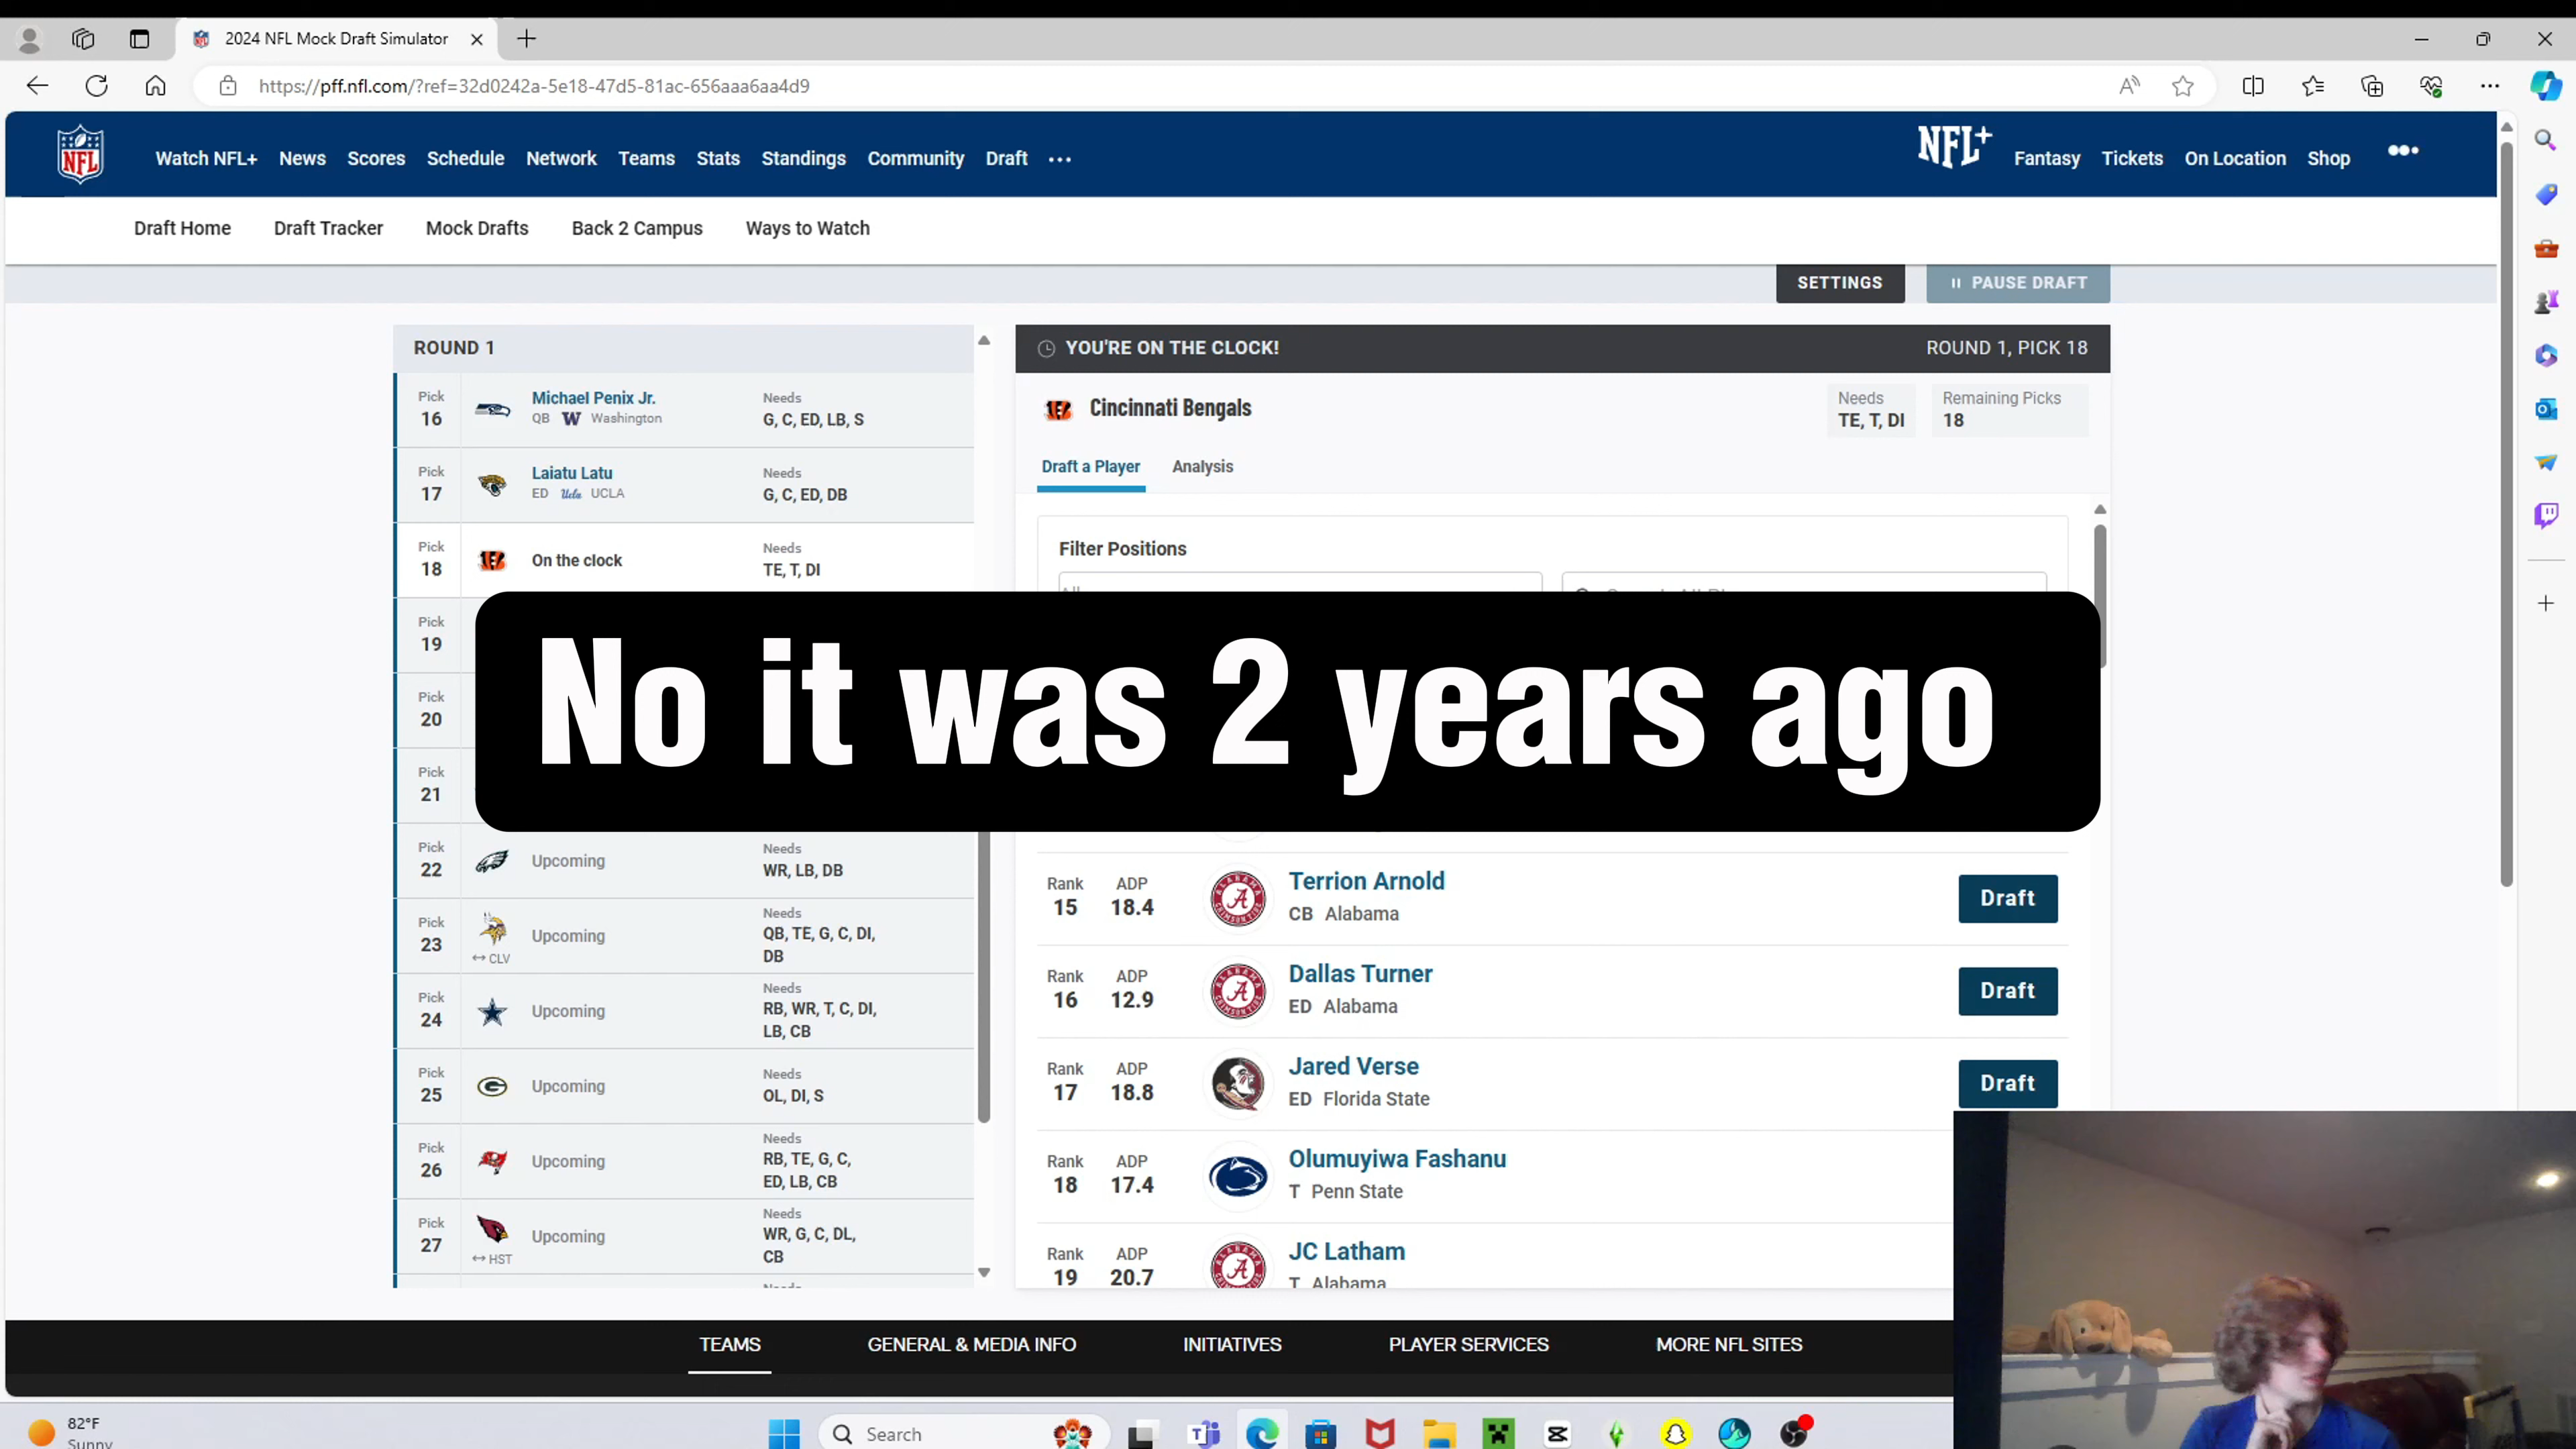 2024 NFL Mock Draft Simulator
https://pff.nfl.com/?ref=32d0242a-5e18-47d5-81ac-656aaa6aa4d9
NFL
Watch NFL+ News Scores Schedule Network Teams Stats Standings Community Draft
NFL+ Fantasy Tickets On Location Shop
Draft Home Draft Tracker Mock Drafts Back 2 Campus Ways to Watch
SETTINGS
PAUSE DRAFT
ROUND 1
Pick 16
Michael Penix Jr.
QB W Washington
Needs
G, C, ED, LB, S
Pick 17
Laiatu Latu
ED Ucla UCLA
Needs
G, C, ED, DB
Pick 18
On the clock
Needs
TE, T, DI
Pick 19
Pick 20
Pick 21
Pick 22
Upcoming
Needs
WR, LB, DB
Pick 23
CLV
Upcoming
Needs
QB, TE, G, C, DI,
DB
Pick 24
Upcoming
Needs
RB, WR, T, C, DI,
LB, CB
Pick 25
Upcoming
Needs
OL, DI, S
Pick 26
Upcoming
Needs
RB, TE, G, C,
ED, LB, CB
Pick 27
HST
Upcoming
Needs
WR, G, C, DL,
CB
YOU'RE ON THE CLOCK!
ROUND 1, PICK 18
Cincinnati Bengals
Needs
TE, T, DI
Remaining Picks
18
Draft a Player Analysis
Filter Positions
No it was 2 years ago
Rank 15 ADP 18.4
Terrion Arnold
CB Alabama
Draft
Rank 16 ADP 12.9
Dallas Turner
ED Alabama
Draft
Rank 17 ADP 18.8
Jared Verse
ED Florida State
Draft
Rank 18 ADP 17.4
Olumuyiwa Fashanu
T Penn State
Rank 19 ADP 20.7
JC Latham
T Alabama
TEAMS GENERAL & MEDIA INFO INITIATIVES PLAYER SERVICES MORE NFL SITES
82°F
Sunny
Search